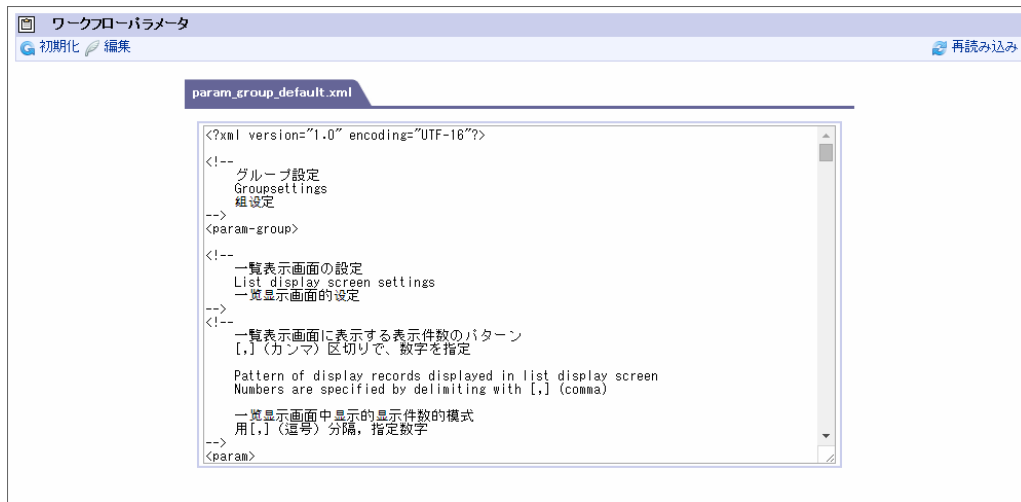 ワークフローパラメータ
初期化 編集 再読み込み
param_group_default.xml
<?xml version="1.0" encoding="UTF-16"?>
<!--
グループ設定
Groupsettings
组设定
-->
<param-group>
<!--
一覧表示画面の設定
List display screen settings
一览显示画面的设定
-->
<!--
一覧表示画面に表示する表示件数のパターン
[,](カンマ)区切りで、数字を指定
Pattern of display records displayed in list display screen
Numbers are specified by delimiting with [,] (comma)
一览显示画面中显示的显示件数的模式
用[,](逗号)分隔，指定数字
-->
<param>